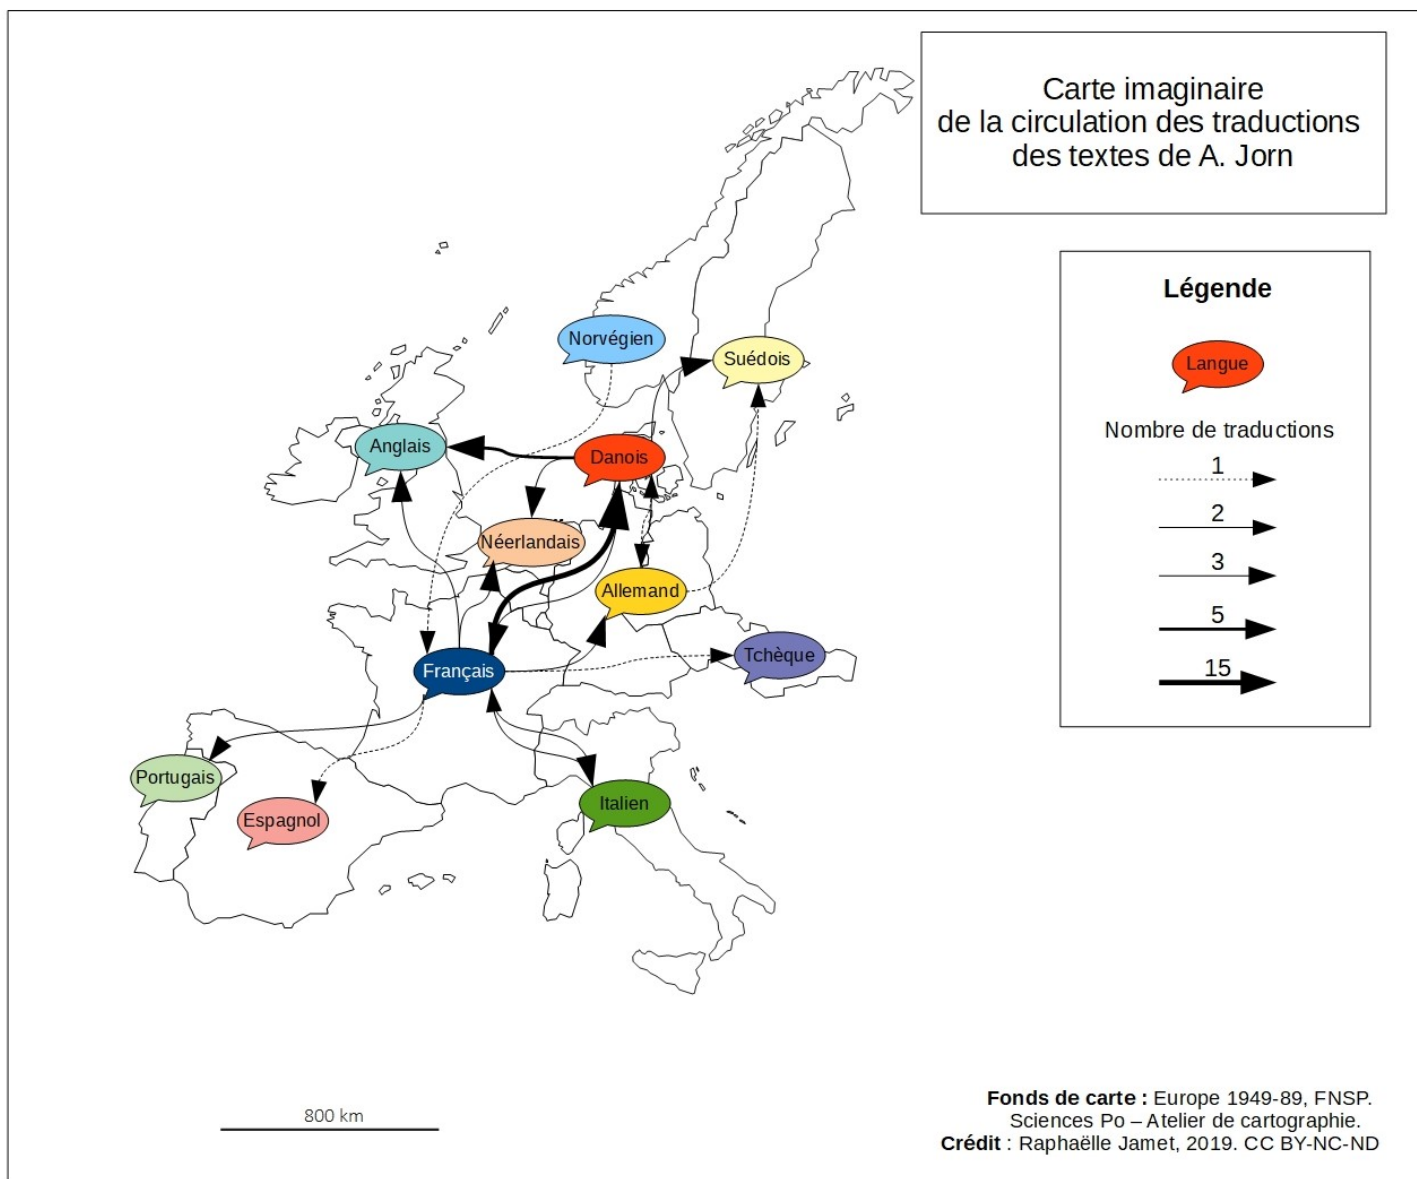 Carte imaginaire
de la circulation des traductions
des textes de A. Jorn
Légende
Langue
Nombre de traductions
1
2
3
5
15
Norvégien
Suédois
Anglais
Danois
Néerlandais
Allemand
Tchèque
Français
Portugais
Italien
Espagnol
800 km
Fonds de carte : Europe 1949-89, FNSP.
Sciences Po – Atelier de cartographie.
Crédit : Raphaëlle Jamet, 2019. CC BY-NC-ND